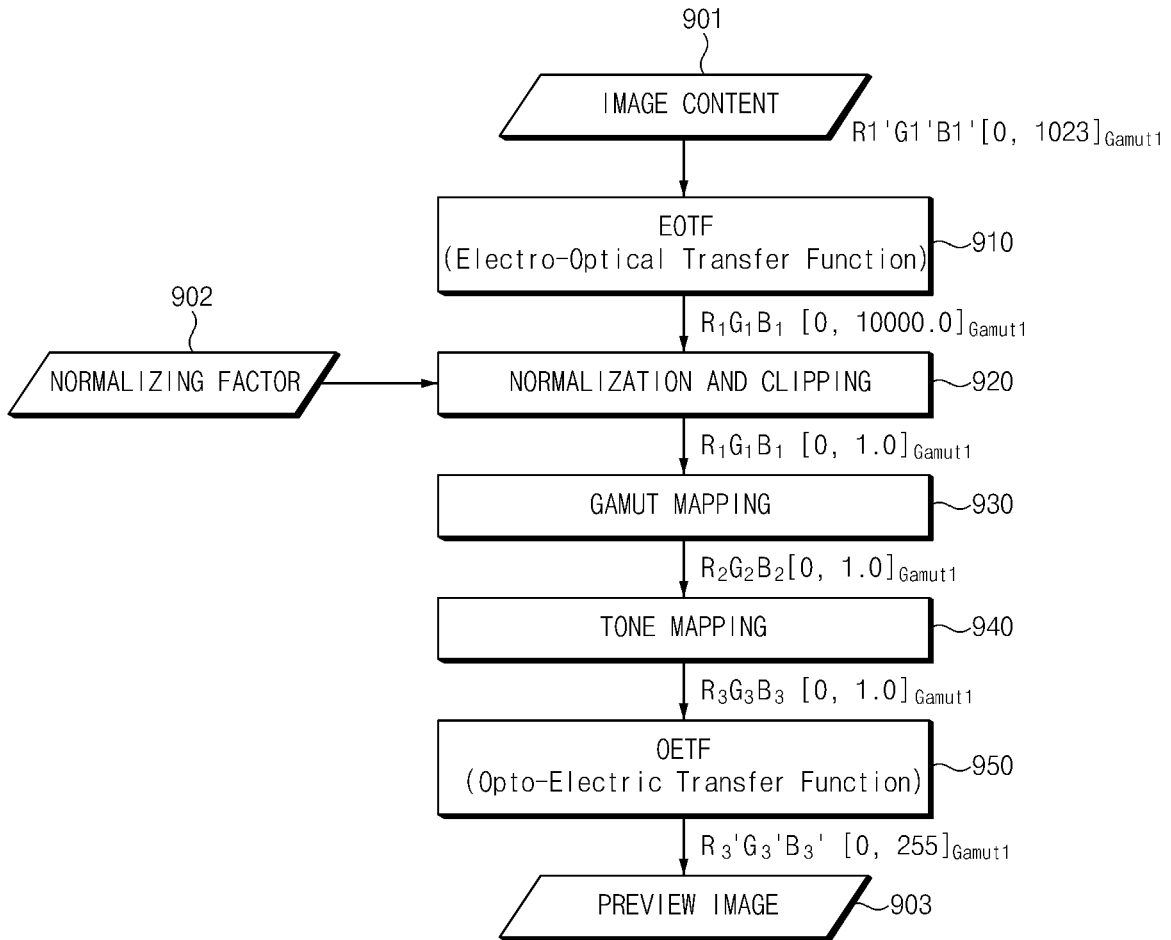 901
IMAGE CONTENT
R1'G1'B1'[0, 1023]Gamut1
EOTF
(Electro-Optical Transfer Function)
910
902
R₁G₁B₁ [0, 10000.0]Gamut1
NORMALIZING FACTOR
NORMALIZATION AND CLIPPING
920
R₁G₁B₁ [0, 1.0]Gamut1
GAMUT MAPPING
930
R₂G₂B₂[0, 1.0]Gamut1
TONE MAPPING
940
R₃G₃B₃ [0, 1.0]Gamut1
OETF
(Opto-Electric Transfer Function)
950
R₃'G₃'B₃' [0, 255]Gamut1
PREVIEW IMAGE
903